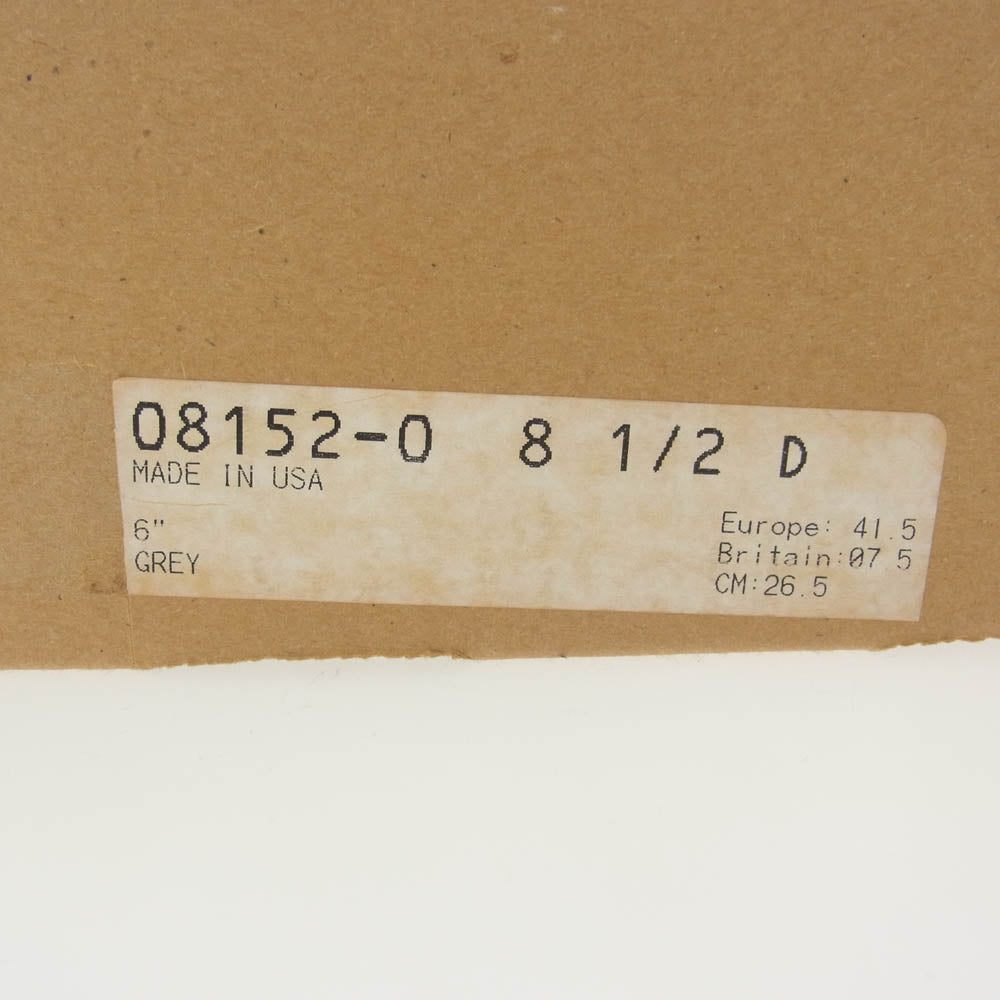 08152-0 8 1/2 D
MADE IN USA
6"
GREY
Europe: 41.5
Britain:07.5
CM:26.5